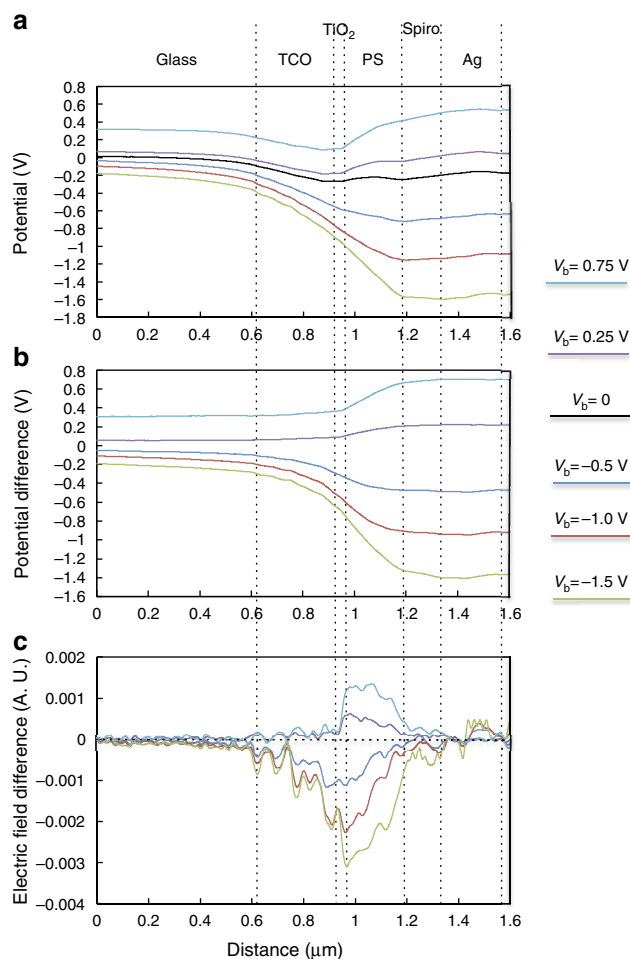 a
TiO2
Spiro
Glass
TCO
PS
Ag
0.8
0.6
0.4
0.2
0
−0.2
−0.4
−0.6
−0.8
−1
−1.2
−1.4
−1.6
−1.8
Potential (V)
0 0.2 0.4 0.6 0.8 1 1.2 1.4 1.6
b
0.8
0.6
0.4
0.2
0
−0.2
−0.4
−0.6
−0.8
−1
−1.2
−1.4
−1.6
Potential difference (V)
0 0.2 0.4 0.6 0.8 1 1.2 1.4 1.6
c
0.002
0.001
0
−0.001
−0.002
−0.003
−0.004
Electric field difference (A. U.)
0 0.2 0.4 0.6 0.8 1 1.2 1.4 1.6
Distance (μm)
Vb= 0.75 V
Vb= 0.25 V
Vb= 0
Vb= −0.5 V
Vb= −1.0 V
Vb= −1.5 V